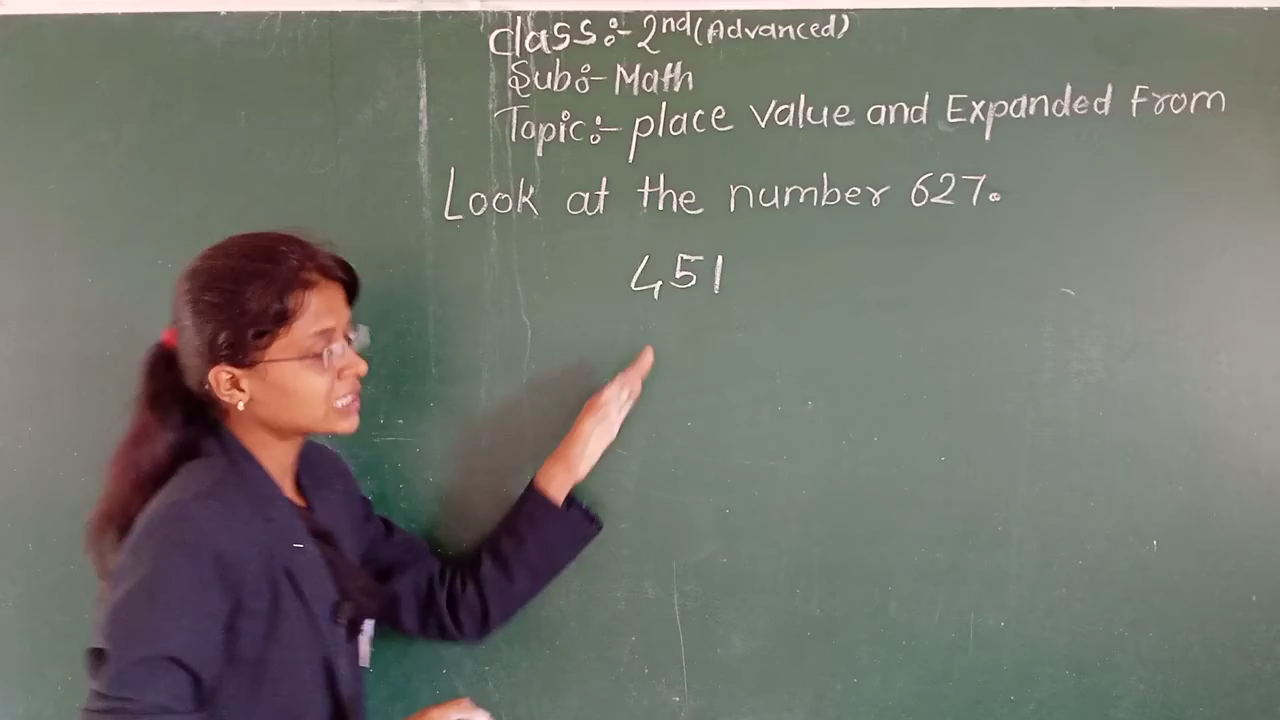 class:- 2nd (Advanced)
Sub:- Math
Topic:- place value and Expanded From
Look at the number 627.
451